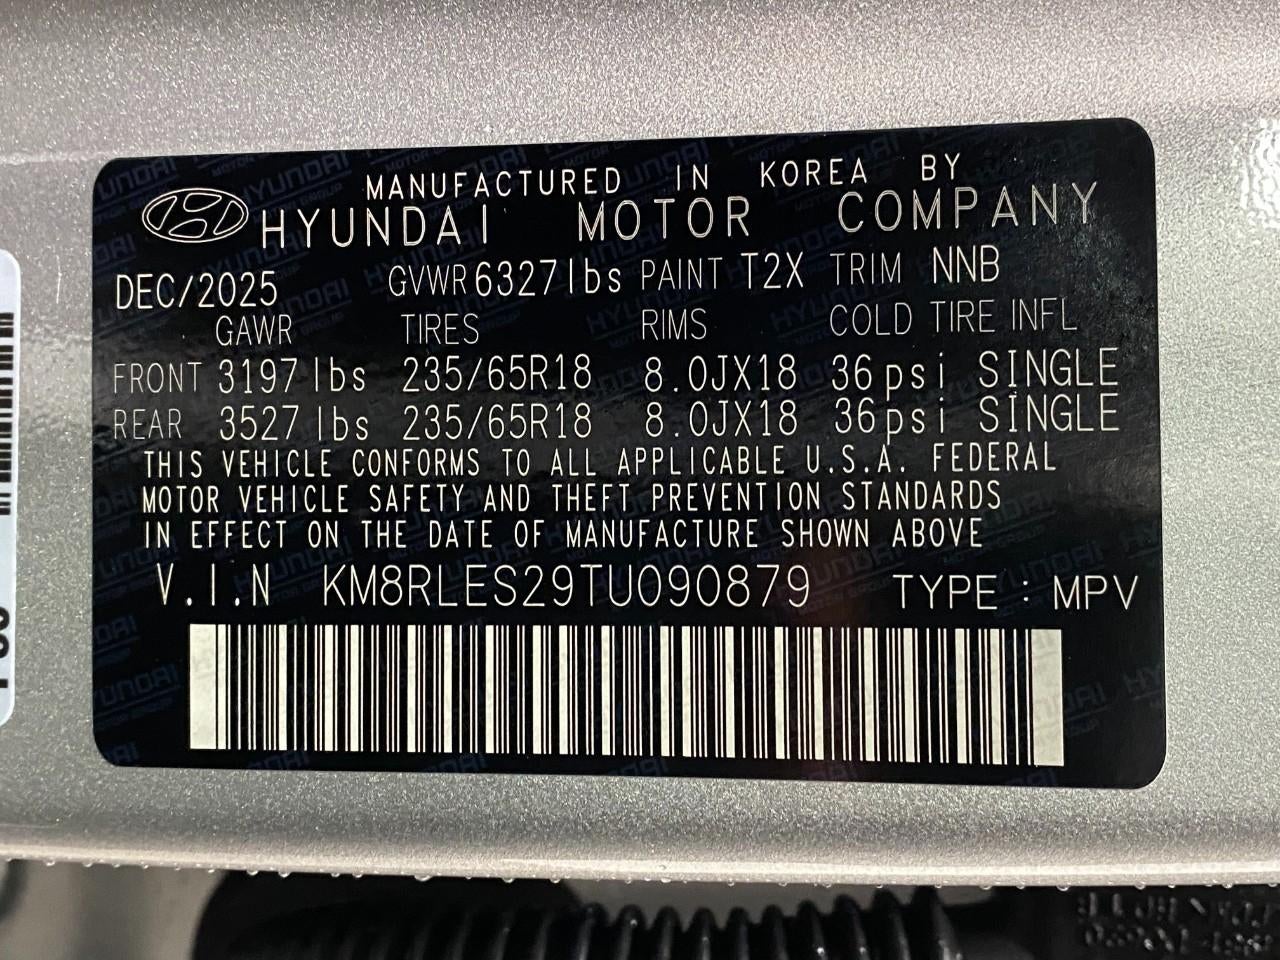 MANUFACTURED IN KOREA BY
HYUNDAI MOTOR COMPANY
DEC/2025 GVWR 6327lbs PAINT T2X TRIM NNB
GAWR TIRES RIMS COLD TIRE INFL
FRONT 3197lbs 235/65R18 8.0JX18 36psi SINGLE
REAR 3527lbs 235/65R18 8.0JX18 36psi SINGLE
THIS VEHICLE CONFORMS TO ALL APPLICABLE U.S.A. FEDERAL
MOTOR VEHICLE SAFETY AND THEFT PREVENTION STANDARDS
IN EFFECT ON THE DATE OF MANUFACTURE SHOWN ABOVE
V.I.N KM8RLES29TU090879 TYPE : MPV